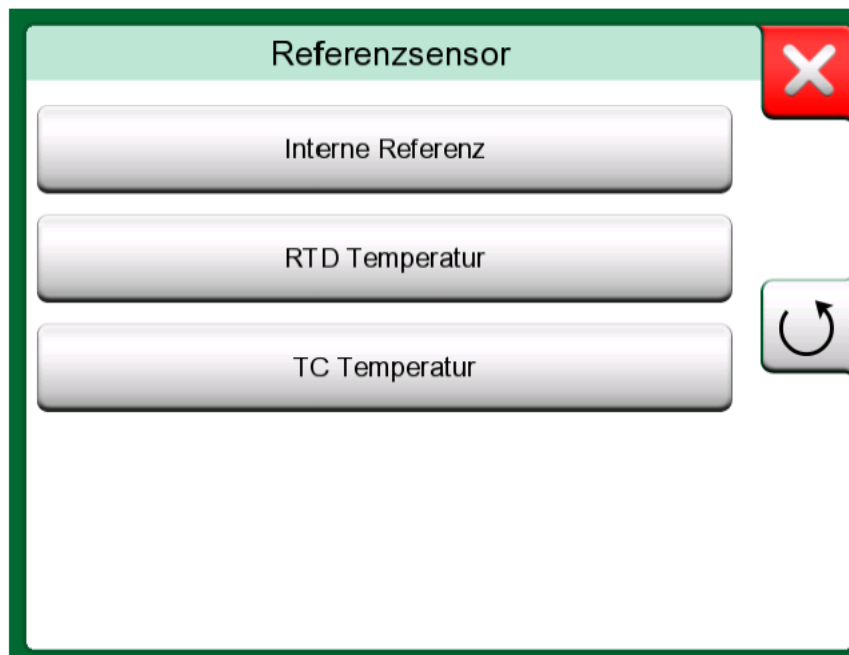 Referenzsensor
Interne Referenz
RTD Temperatur
TC Temperatur